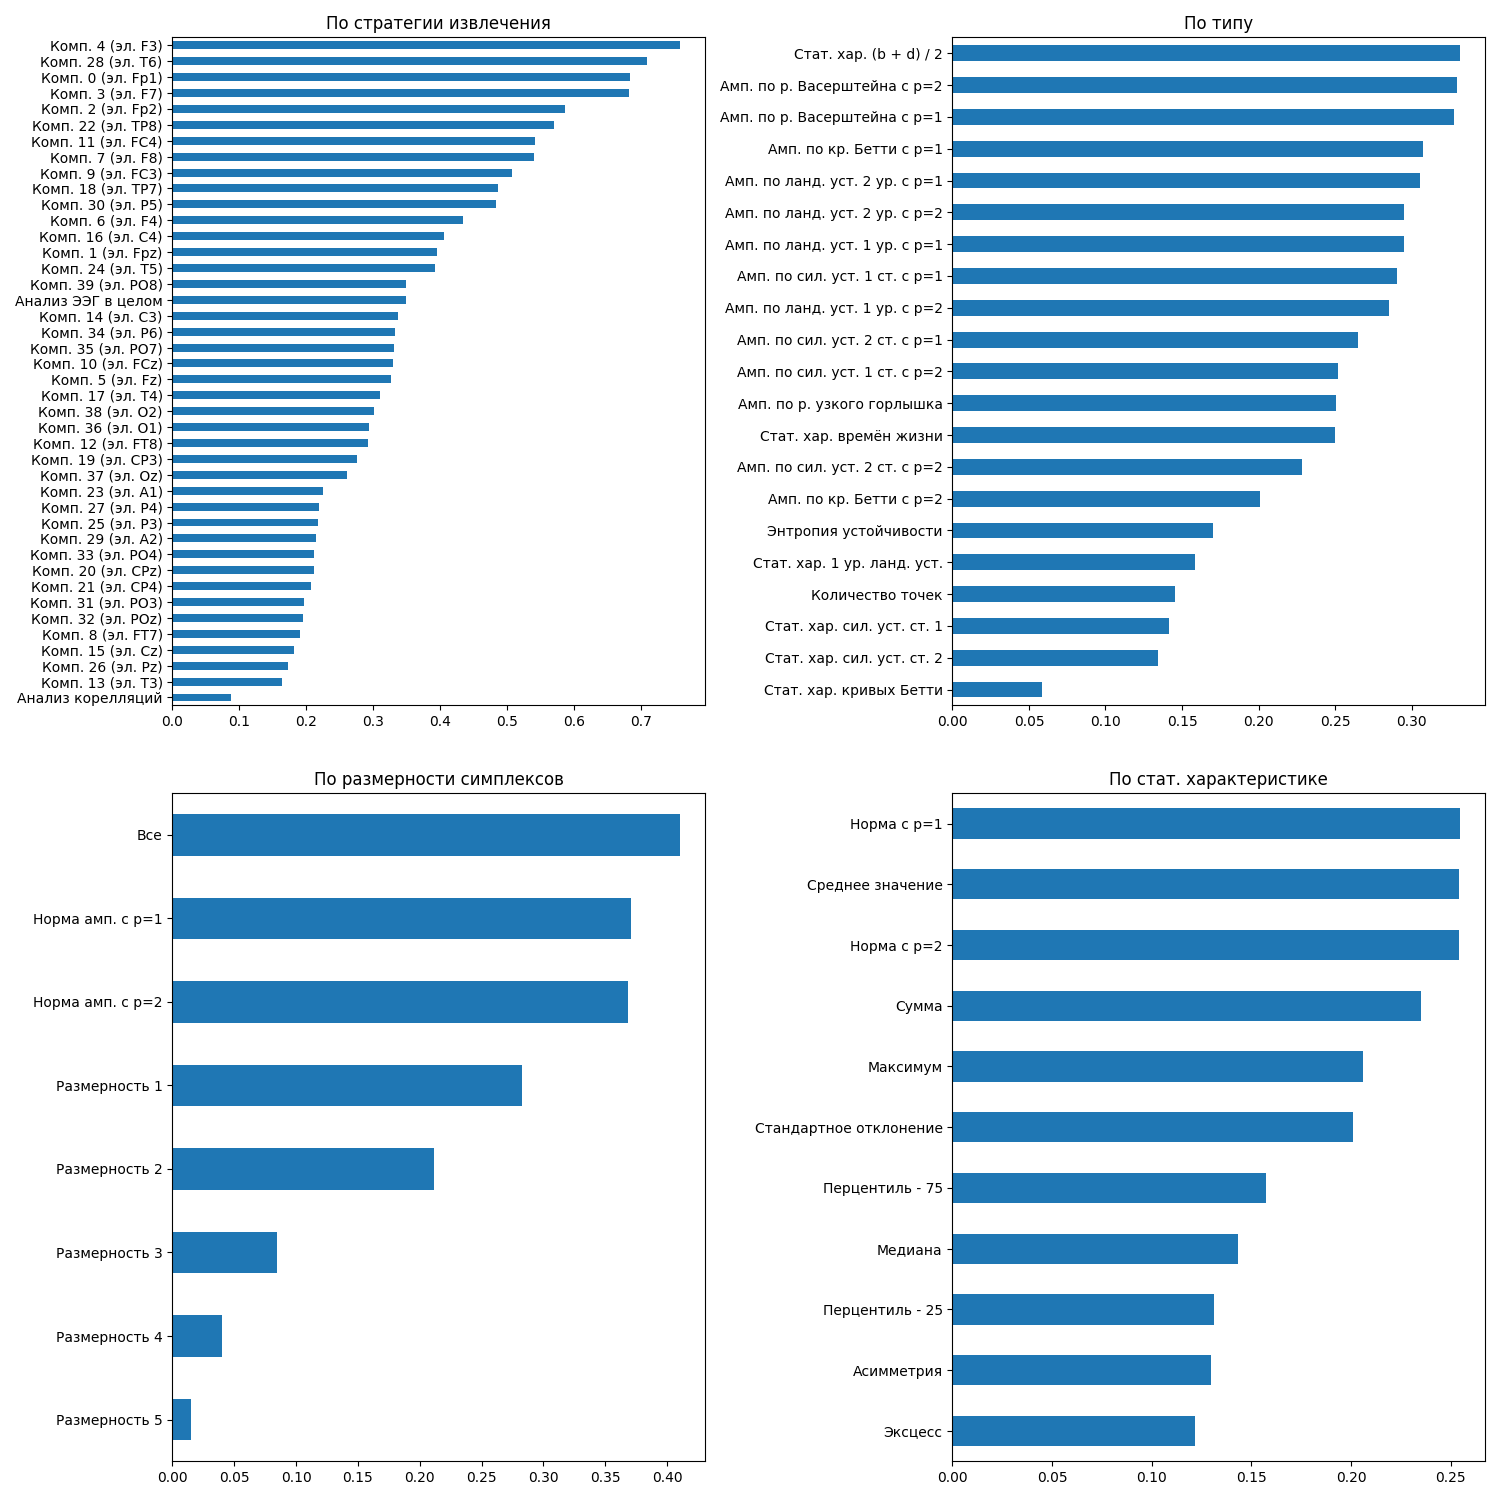 По стратегии извлечения
Комп. 4 (эл. F3)
Комп. 28 (эл. T6)
Комп. 0 (эл. Fp1)
Комп. 3 (эл. F7)
Комп. 2 (эл. Fp2)
Комп. 22 (эл. TP8)
Комп. 11 (эл. FC4)
Комп. 7 (эл. F8)
Комп. 9 (эл. FC3)
Комп. 18 (эл. TP7)
Комп. 30 (эл. P5)
Комп. 6 (эл. F4)
Комп. 16 (эл. C4)
Комп. 1 (эл. Fpz)
Комп. 24 (эл. T5)
Комп. 39 (эл. PO8)
Анализ ЭЭГ в целом
Комп. 14 (эл. C3)
Комп. 34 (эл. P6)
Комп. 35 (эл. PO7)
Комп. 10 (эл. FCz)
Комп. 5 (эл. Fz)
Комп. 17 (эл. T4)
Комп. 38 (эл. O2)
Комп. 36 (эл. O1)
Комп. 12 (эл. FT8)
Комп. 19 (эл. CP3)
Комп. 37 (эл. Oz)
Комп. 23 (эл. A1)
Комп. 27 (эл. P4)
Комп. 25 (эл. P3)
Комп. 29 (эл. A2)
Комп. 33 (эл. PO4)
Комп. 20 (эл. CPz)
Комп. 21 (эл. CP4)
Комп. 31 (эл. PO3)
Комп. 32 (эл. POz)
Комп. 8 (эл. FT7)
Комп. 15 (эл. Cz)
Комп. 26 (эл. Pz)
Комп. 13 (эл. T3)
Анализ корелляций
0.0 0.1 0.2 0.3 0.4 0.5 0.6 0.7
По типу
Стат. хар. (b + d) / 2
Амп. по р. Васерштейна с p=2
Амп. по р. Васерштейна с p=1
Амп. по кр. Бетти с p=1
Амп. по ланд. уст. 2 ур. с p=1
Амп. по ланд. уст. 2 ур. с p=2
Амп. по ланд. уст. 1 ур. с p=1
Амп. по сил. уст. 1 ст. с p=1
Амп. по ланд. уст. 1 ур. с p=2
Амп. по сил. уст. 2 ст. с p=1
Амп. по сил. уст. 1 ст. с p=2
Амп. по р. узкого горлышка
Стат. хар. времён жизни
Амп. по сил. уст. 2 ст. с p=2
Амп. по кр. Бетти с p=2
Энтропия устойчивости
Стат. хар. 1 ур. ланд. уст.
Количество точек
Стат. хар. сил. уст. ст. 1
Стат. хар. сил. уст. ст. 2
Стат. хар. кривых Бетти
0.00 0.05 0.10 0.15 0.20 0.25 0.30
По размерности симплексов
Все
Норма амп. с p=1
Норма амп. с p=2
Размерность 1
Размерность 2
Размерность 3
Размерность 4
Размерность 5
0.00 0.05 0.10 0.15 0.20 0.25 0.30 0.35 0.40
По стат. характеристике
Норма с p=1
Среднее значение
Норма с p=2
Сумма
Максимум
Стандартное отклонение
Перцентиль - 75
Медиана
Перцентиль - 25
Асимметрия
Эксцесс
0.00 0.05 0.10 0.15 0.20 0.25